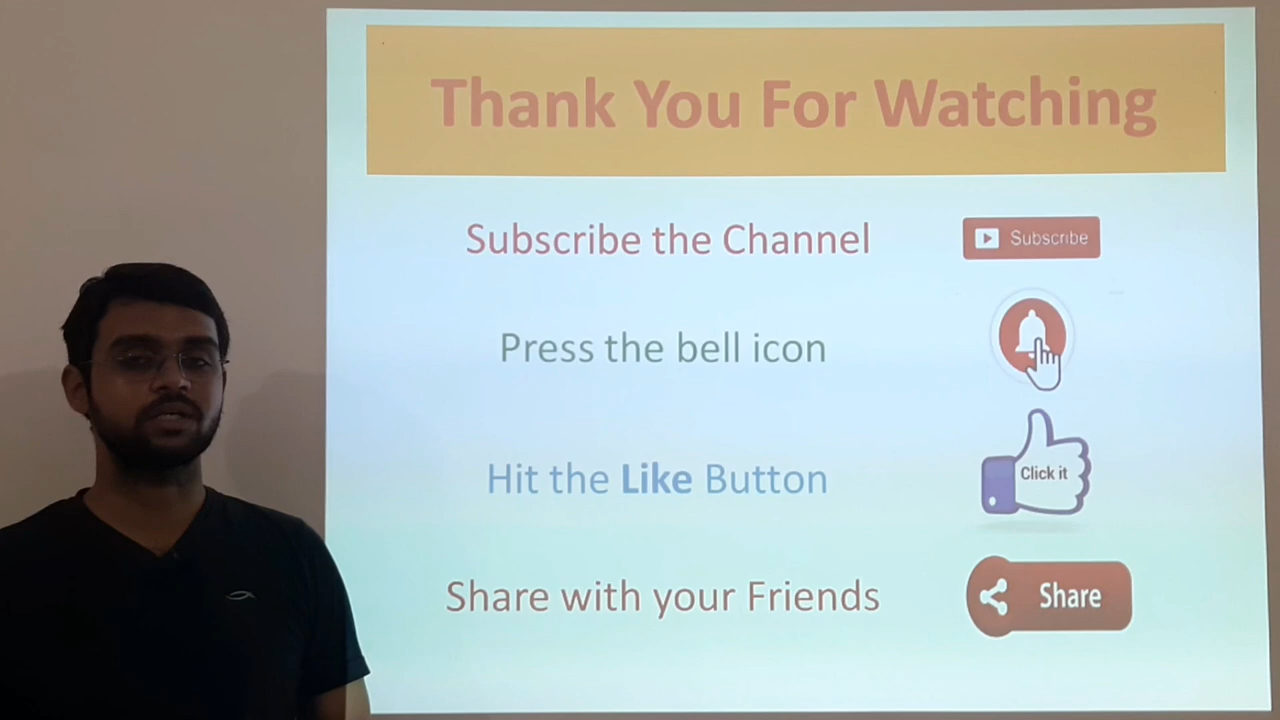 Thank You For Watching
Subscribe the Channel
Subscribe
Press the bell icon
Hit the Like Button
Click it
Share with your Friends
Share